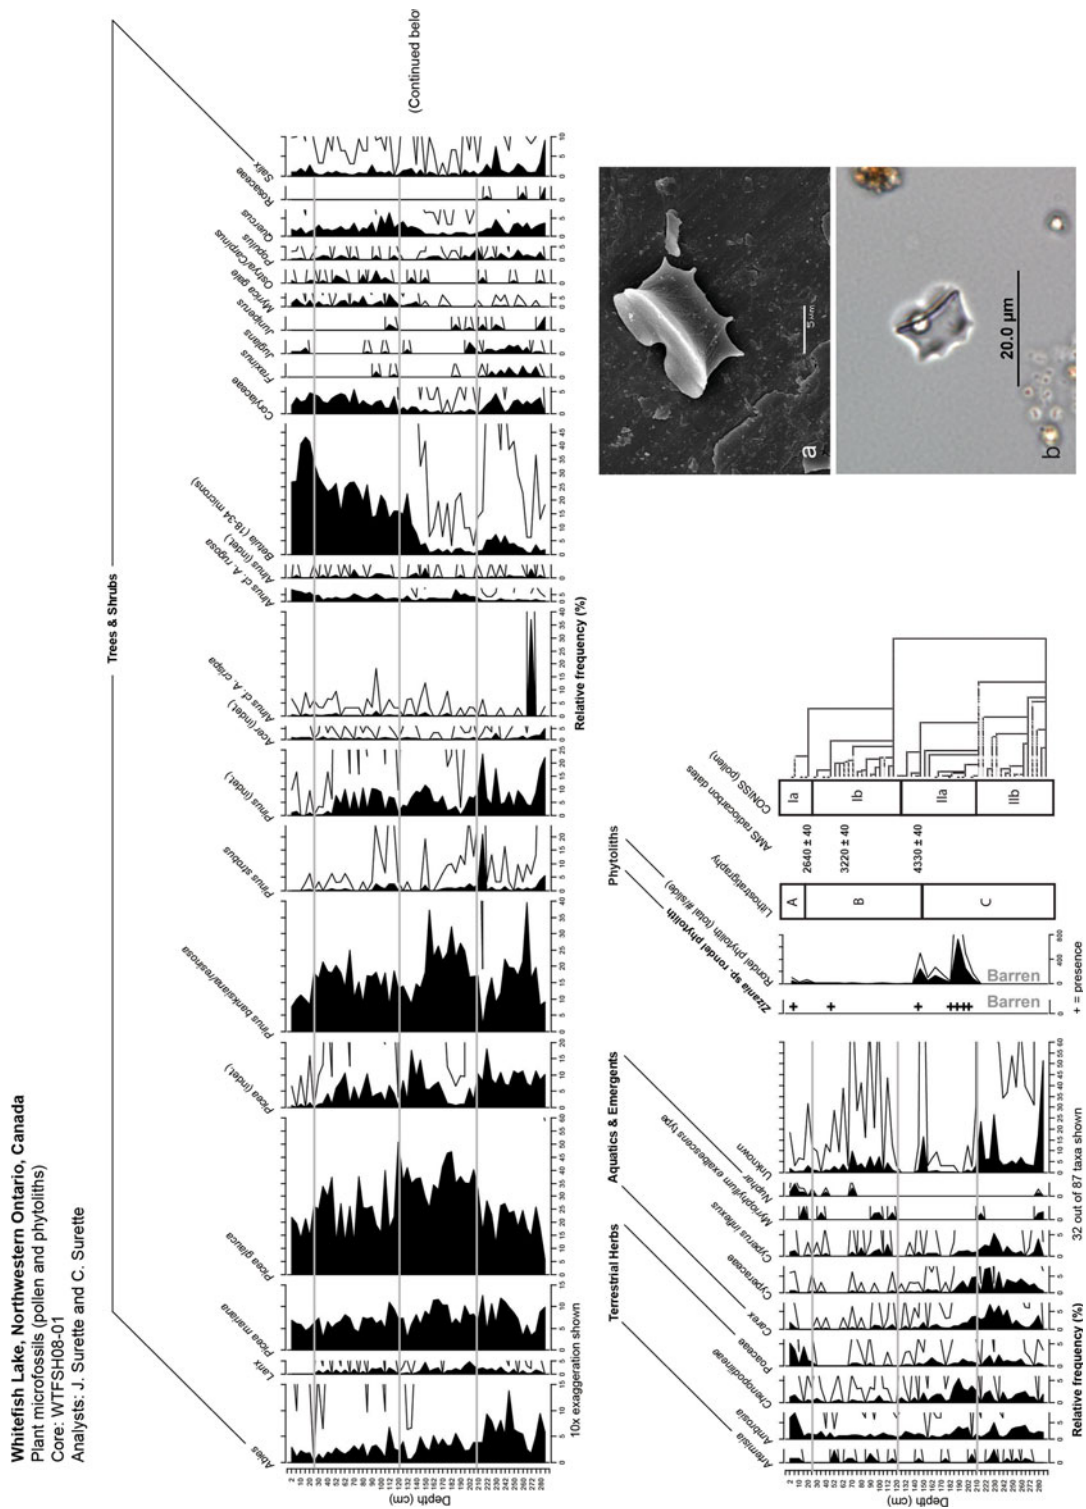 Whitefish Lake, Northwestern Ontario, Canada
Plant microfossils (pollen and phytoliths)
Core: WTFSH08-01
Analysts: J. Surette and C. Surette
Trees & Shrubs
Abies
Larix
Picea mariana
Picea glauca
Picea (indet.)
Pinus banksiana/resinosa
Pinus strobus
Pinus (indet.)
Acer (indet.)
Alnus cf. A. crispa
Alnus cf. A. rugosa
Alnus (indet.)
Betula (18-34 microns)
Corylaceae
Fraxinus
Juglans
Juniperus
Myrica gale
Ostrya/Carpinus
Populus
Quercus
Rosaceae
Salix
(Continued belo
Depth (cm)
10x exaggeration shown
Relative frequency (%)
Terrestrial Herbs
Aquatics & Emergents
Phytoliths
Artemisia
Ambrosia
Chenopodiineae
Poaceae
Carex
Cyperaceae
Cyperus inflexus
Myriophyllum exalbescens type
Nuphar
Unknown
Zizania sp. rondel phytolith
Rondel phytolith (total #/slide)
Lithostratigraphy
AMS radiocarbon dates
CONISS (pollen)
A
B
C
2640 ± 40
3220 ± 40
4330 ± 40
Ia
Ib
IIa
IIb
Barren
Barren
Depth (cm)
Relative frequency (%)
32 out of 87 taxa shown
+ = presence
a
5 µm
b
20.0 µm